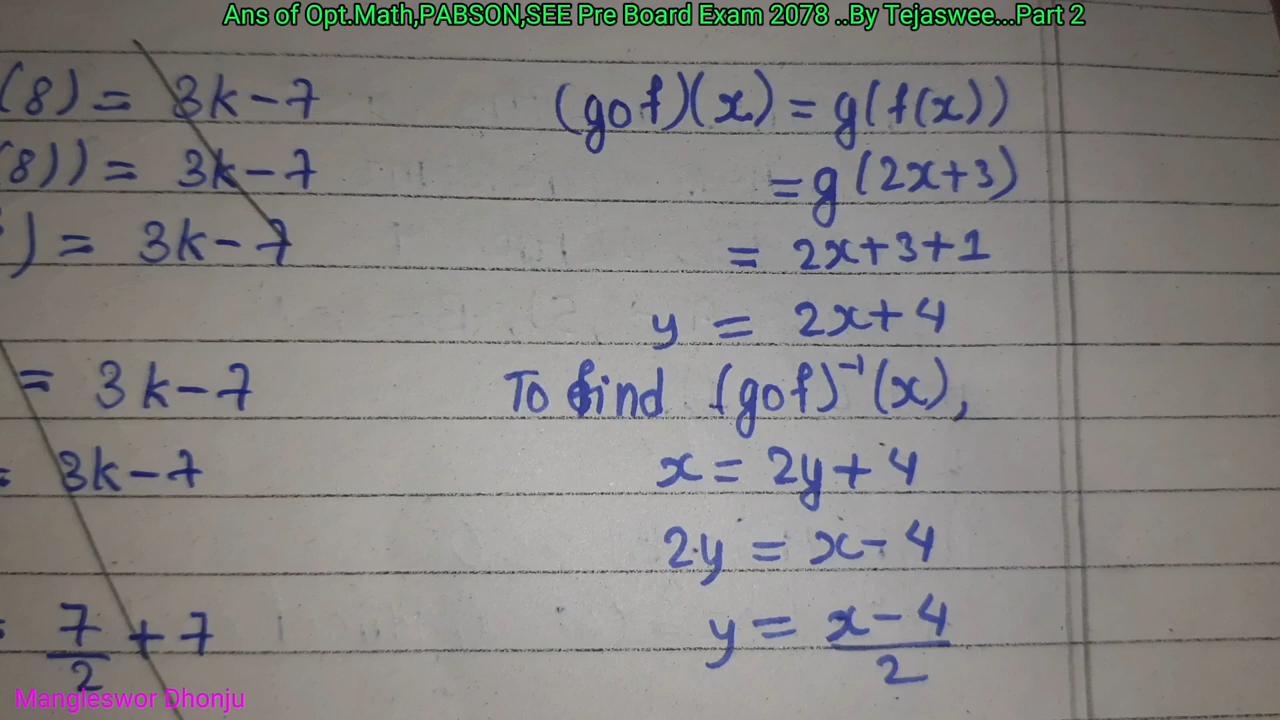 Ans of Opt.Math,PABSON,SEE Pre Board Exam 2078 ..By Tejaswee...Part 2
(8) = 3k-7
(8)) = 3k-7
) = 3k-7
= 3k-7
= 3k-7
= 7/2 + 7
(gof)(x) = g(f(x))
= g(2x+3)
= 2x+3+1
y = 2x+4
To find (gof)⁻¹(x),
x = 2y+4
2y = x-4
y = x-4/2
Mangleswor Dhonju